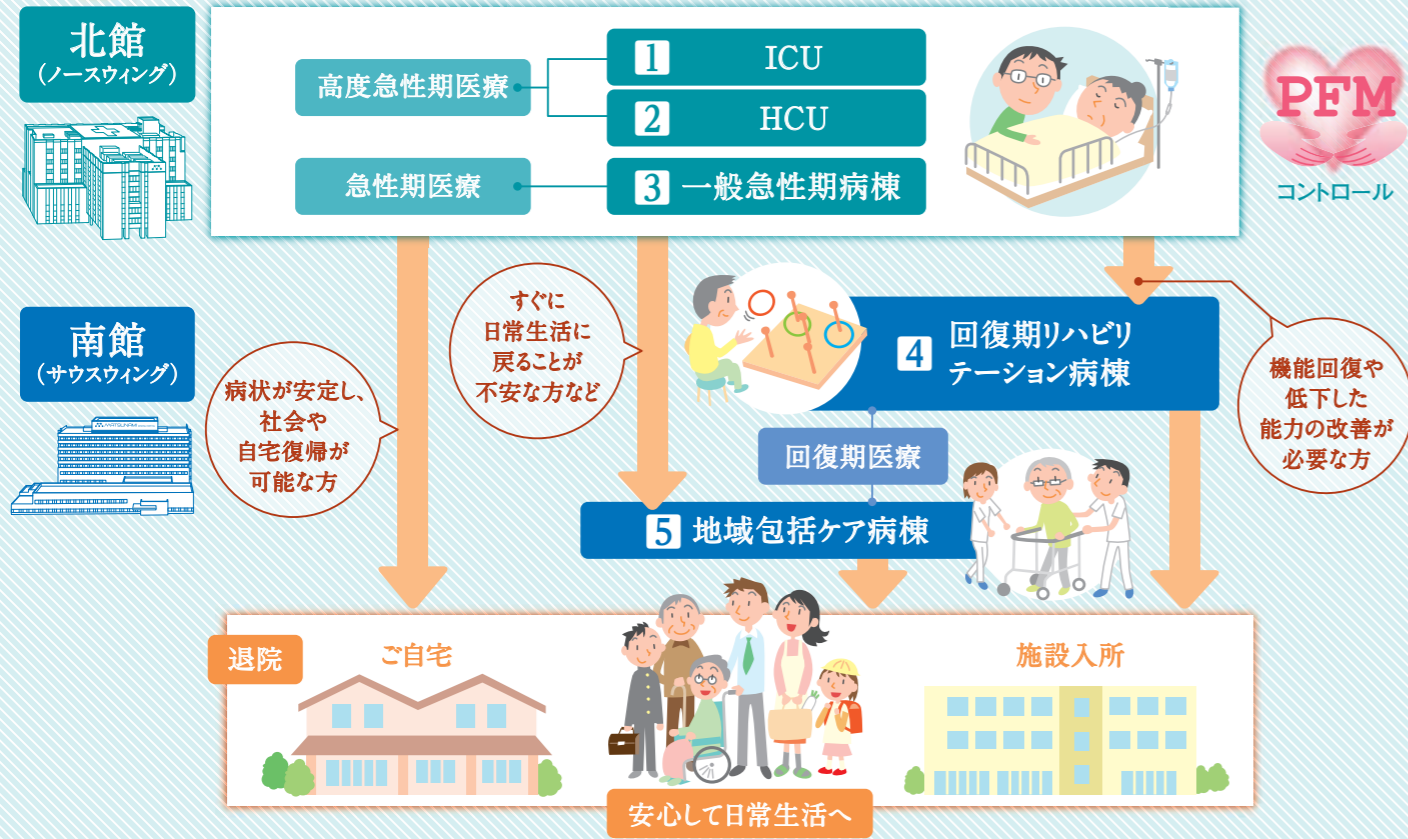 北館
(ノースウィング)
高度急性期医療
1 ICU
2 HCU
急性期医療
3 一般急性期病棟
PFM
コントロール
南館
(サウスウィング)
病状が安定し、
社会や
自宅復帰が
可能な方
すぐに
日常生活に
戻ることが
不安な方など
4 回復期リハビリ
テーション病棟
機能回復や
低下した
能力の改善が
必要な方
回復期医療
5 地域包括ケア病棟
退院
ご自宅
施設入所
安心して日常生活へ